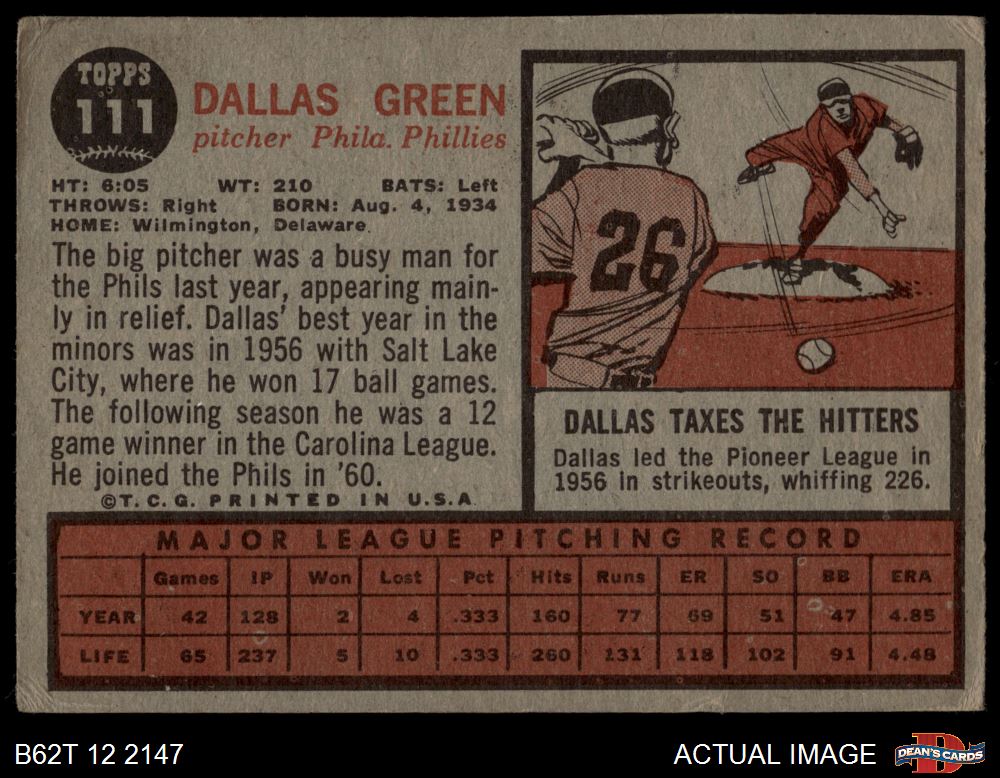 TOPPS
111
DALLAS GREEN
pitcher Phila. Phillies
HT: 6:05 WT: 210 BATS: Left
THROWS: Right BORN: Aug. 4, 1934
HOME: Wilmington, Delaware.
The big pitcher was a busy man for
the Phils last year, appearing main-
ly in relief. Dallas' best year in the
minors was in 1956 with Salt Lake
City, where he won 17 ball games.
The following season he was a 12
game winner in the Carolina League.
He joined the Phils in '60.
©T.C.G. PRINTED IN U.S.A.
26
DALLAS TAXES THE HITTERS
Dallas led the Pioneer League in
1956 in strikeouts, whiffing 226.
MAJOR LEAGUE PITCHING RECORD
Games IP Won Lost Pct Hits Runs ER SO BB ERA
YEAR 42 128 2 4 .333 160 77 69 51 47 4.85
LIFE 65 237 5 10 .333 260 131 118 102 91 4.48
B62T 12 2147 ACTUAL IMAGE DEAN'S CARDS